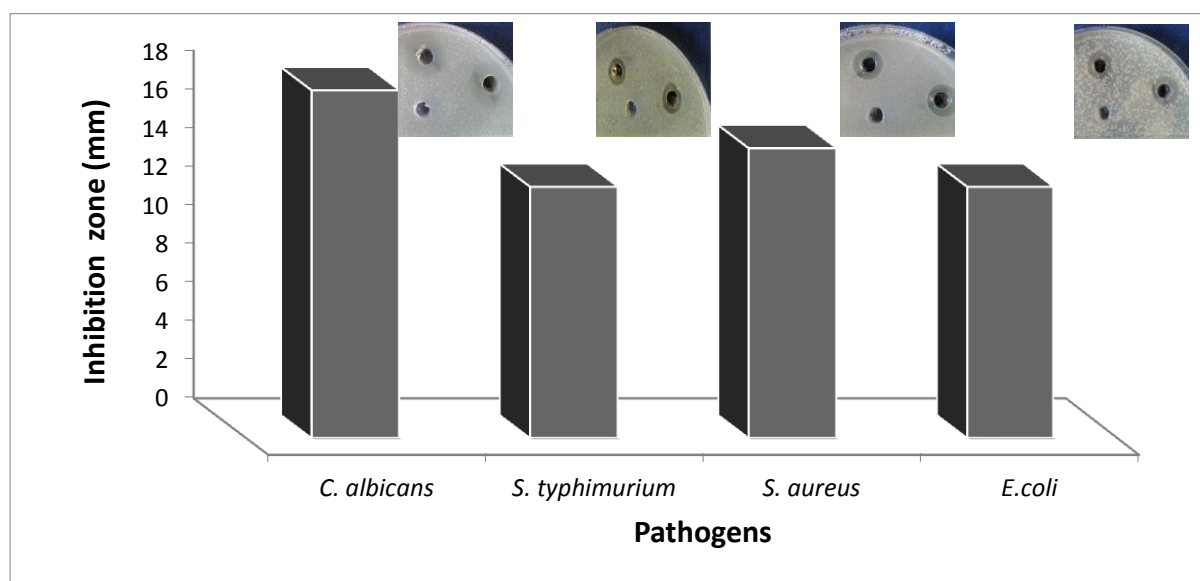 18
16
14
12
10
8
6
4
2
0
Inhibition zone (mm)
C. albicans
S. typhimurium
S. aureus
E.coli
Pathogens